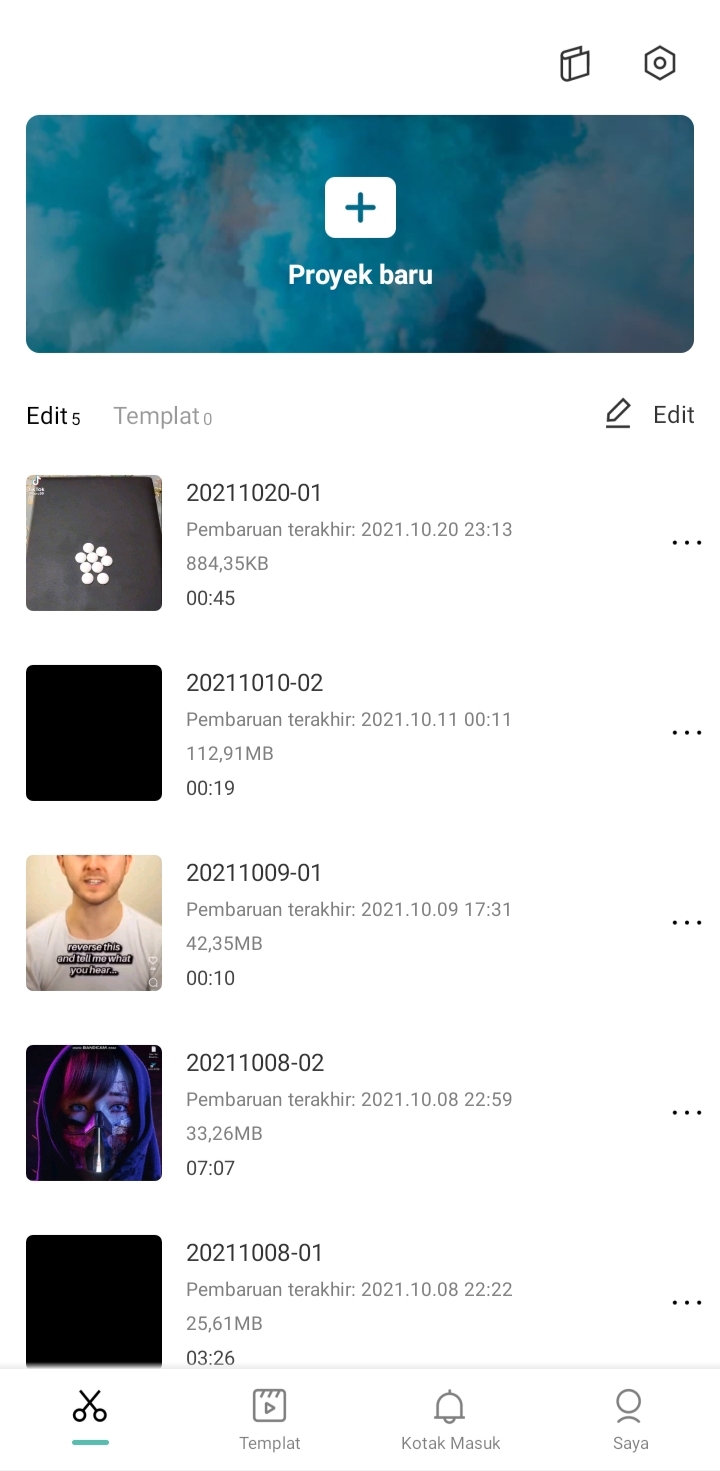 Proyek baru
Edit 5 Templat 0 Edit
20211020-01
Pembaruan terakhir: 2021.10.20 23:13
884,35KB
00:45
20211010-02
Pembaruan terakhir: 2021.10.11 00:11
112,91MB
00:19
reverse this
and tell me what
you hear...
20211009-01
Pembaruan terakhir: 2021.10.09 17:31
42,35MB
00:10
20211008-02
Pembaruan terakhir: 2021.10.08 22:59
33,26MB
07:07
20211008-01
Pembaruan terakhir: 2021.10.08 22:22
25,61MB
03:26
Templat Kotak Masuk Saya